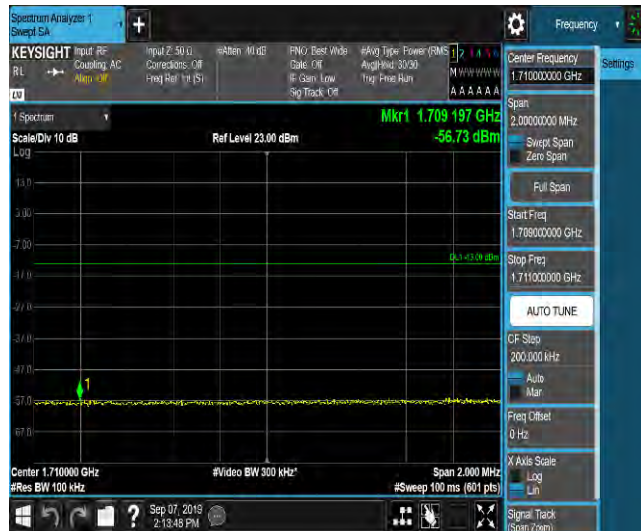 Spectrum Analyzer 1
Swept SA
Frequency
KEYSIGHT
RL
Input: RF
Coupling: AC
Align: Off
Input Z: 50 Ω
Corrections: Off
Freq Ref: Int (S)
#Atten: 40 dB
PNO: Best Wide
Gate: Off
IF Gain: Low
Sig Track: Off
#Avg Type: Power (RMS
Avg|Hold: 30/30
Trig: Free Run
1 2 3 4 5 6
M W W W W W
A A A A A A
LXI
1 Spectrum
Scale/Div 10 dB
Log
Ref Level 23.00 dBm
Mkr1 1.709 197 GHz
-56.73 dBm
13.0
3.00
-7.00
DL1 -13.00 dBm
-17.0
-27.0
-37.0
-47.0
-57.0
-67.0
1
Center 1.710000 GHz
#Res BW 100 kHz
#Video BW 300 kHz*
Span 2.000 MHz
#Sweep 100 ms (601 pts)
Center Frequency
1.710000000 GHz
Settings
Span
2.00000000 MHz
Swept Span
Zero Span
Full Span
Start Freq
1.709000000 GHz
Stop Freq
1.711000000 GHz
AUTO TUNE
CF Step
200.000 kHz
Auto
Man
Freq Offset
0 Hz
X Axis Scale
Log
Lin
Signal Track
(Span Zoom)
Sep 07, 2019
2:13:48 PM